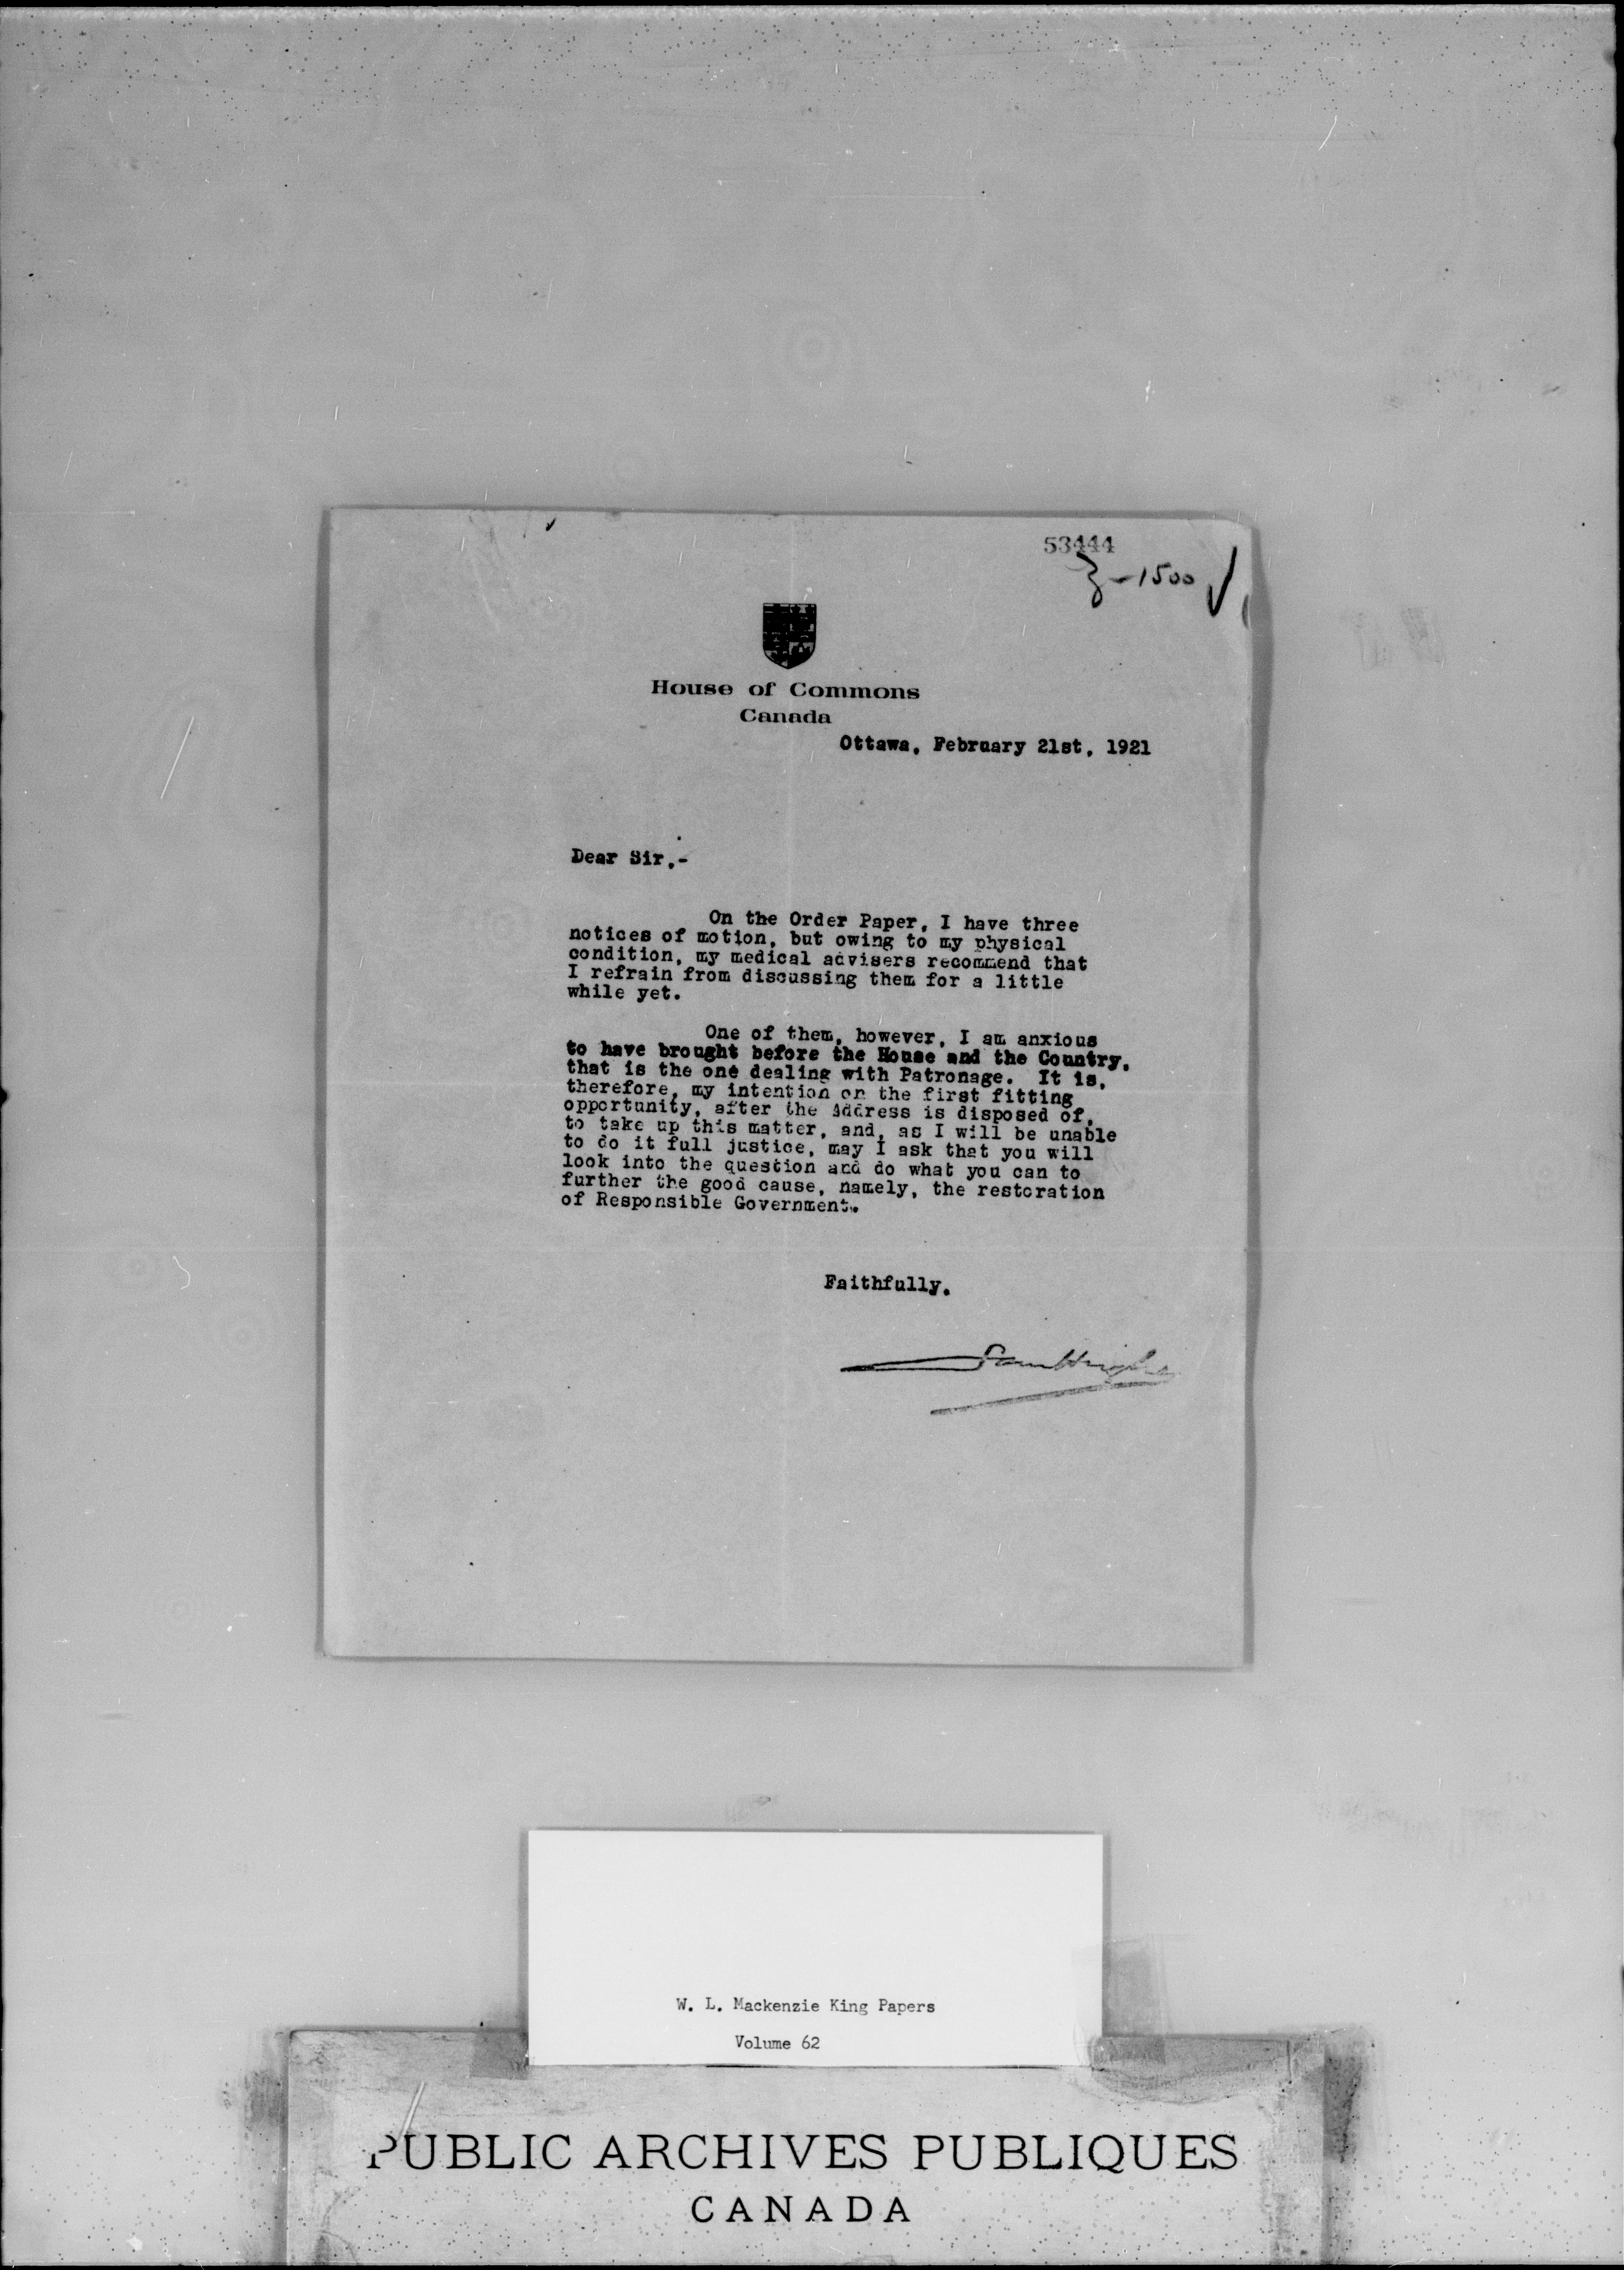 53444
3-1500
House of Commons
Canada
Ottawa, February 21st, 1921
Dear Sir,-
On the Order Paper, I have three
notices of motion, but owing to my physical
condition, my medical advisers recommend that
I refrain from discussing them for a little
while yet.
One of them, however, I am anxious
to have brought before the House and the Country,
that is the one dealing with Patronage. It is,
therefore, my intention on the first fitting
opportunity, after the Address is disposed of,
to take up this matter, and, as I will be unable
to do it full justice, may I ask that you will
look into the question and do what you can to
further the good cause, namely, the restoration
of Responsible Government.
Faithfully,
Sam Hughes
W. L. Mackenzie King Papers
Volume 62
PUBLIC ARCHIVES PUBLIQUES
CANADA